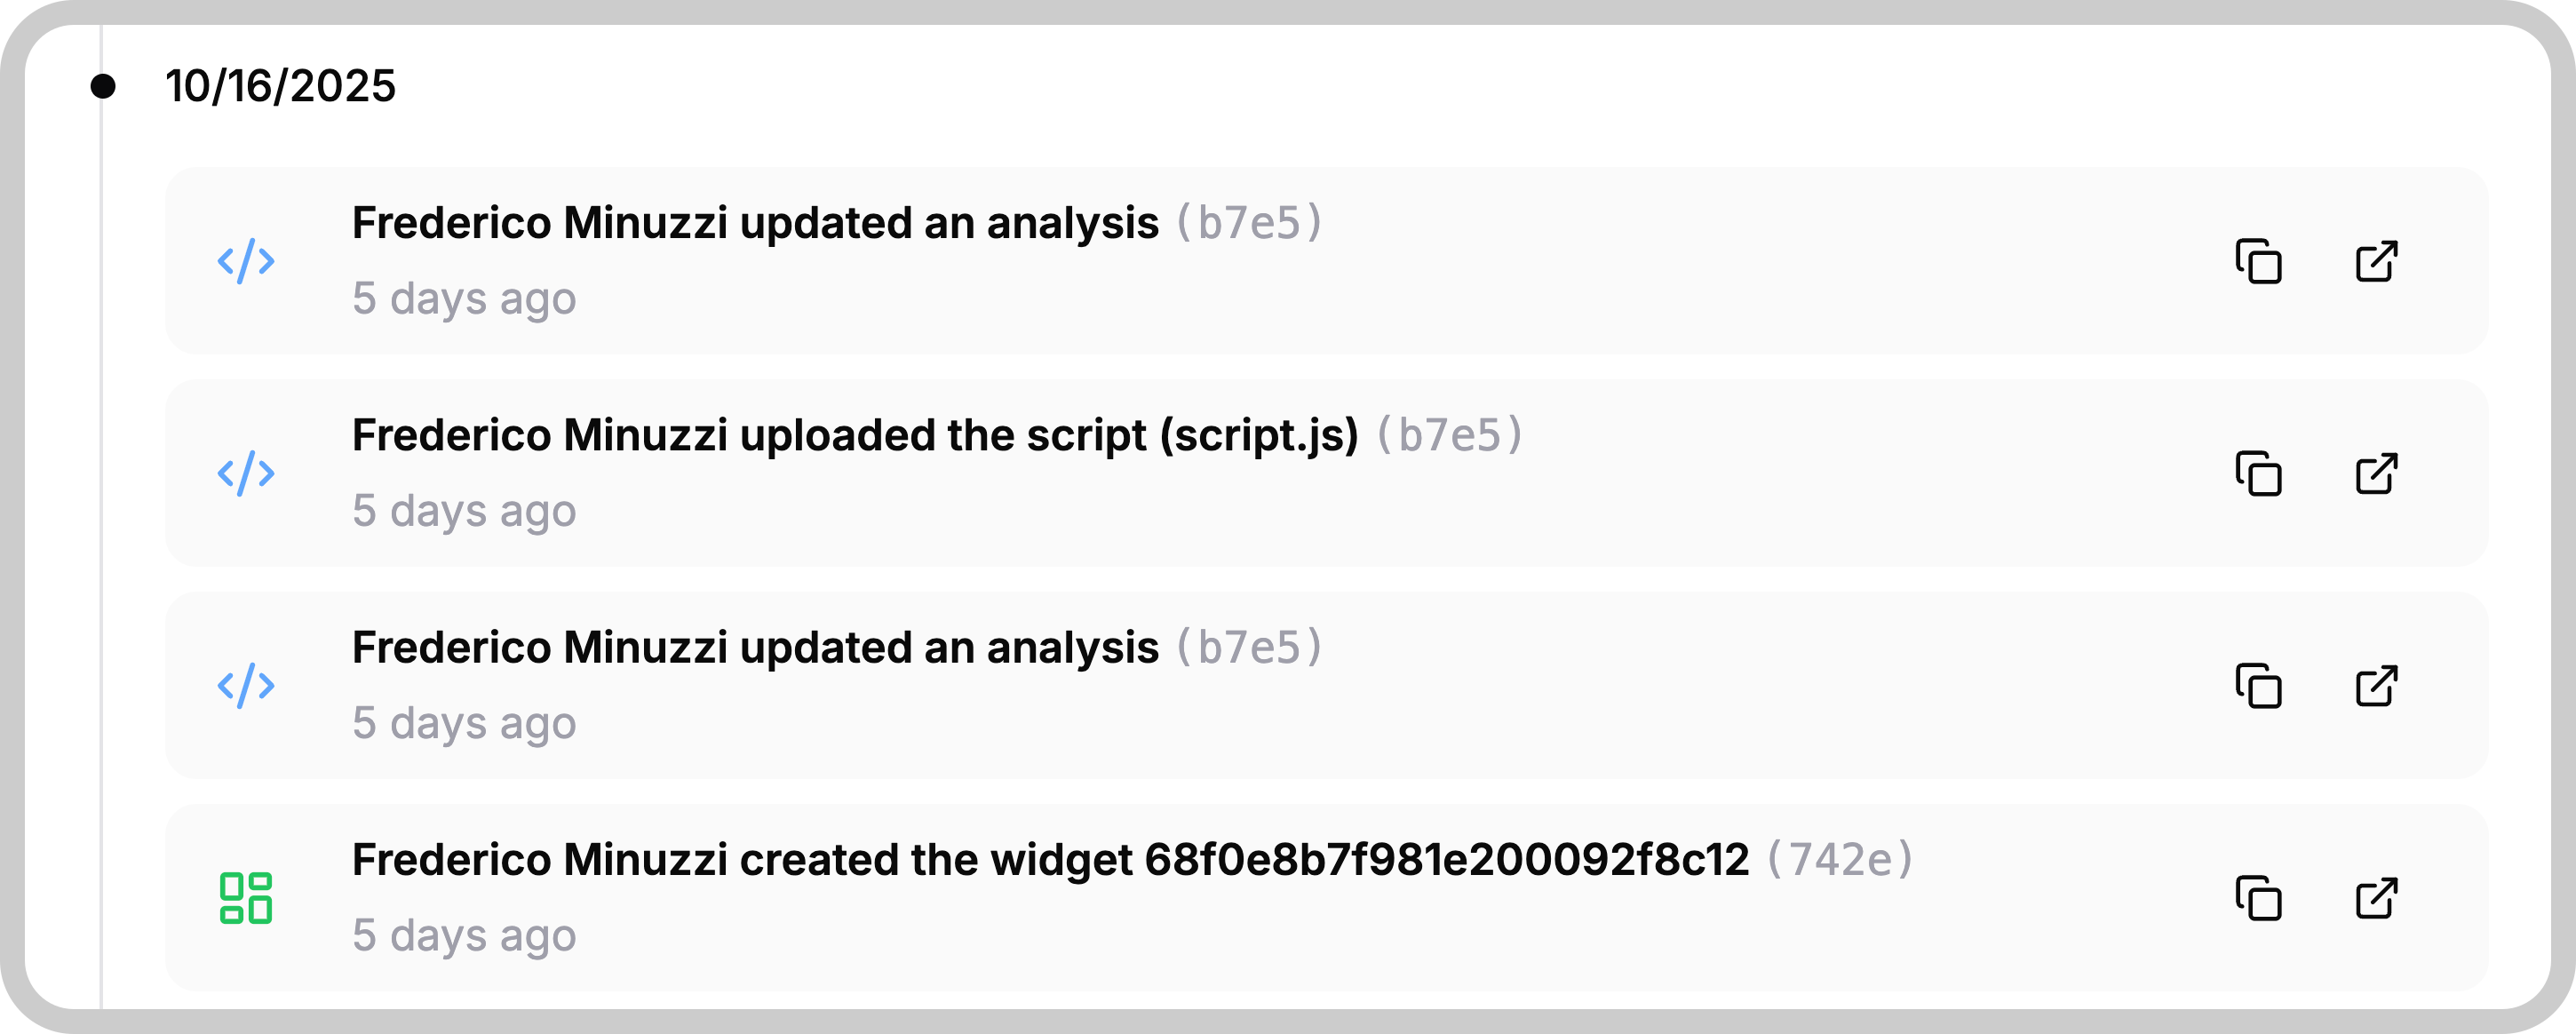 10/16/2025
Frederico Minuzzi updated an analysis (b7e5)
5 days ago
Frederico Minuzzi uploaded the script (script.js) (b7e5)
5 days ago
Frederico Minuzzi updated an analysis (b7e5)
5 days ago
Frederico Minuzzi created the widget 68f0e8b7f981e200092f8c12 (742e)
5 days ago